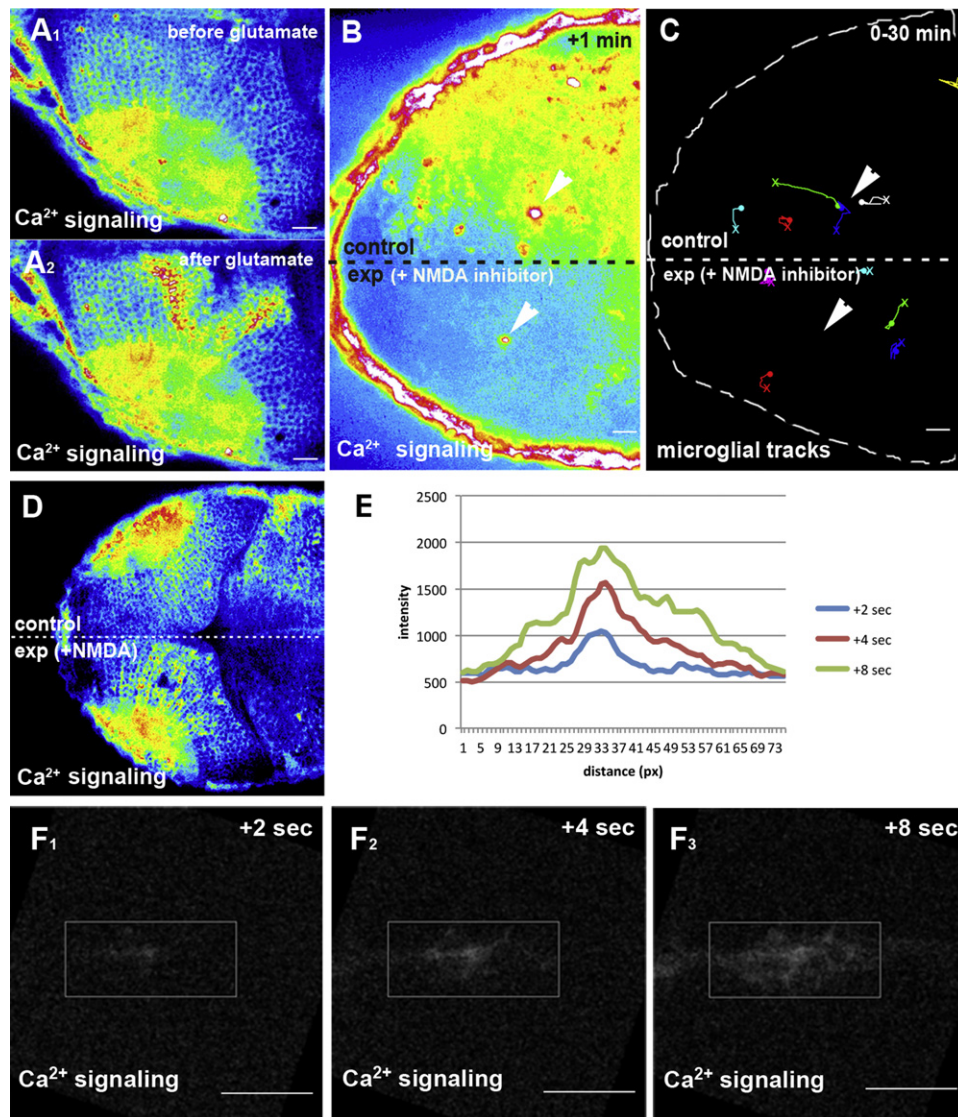 A₁
before glutamate
Ca²⁺ signaling
A₂
after glutamate
Ca²⁺ signaling
B
+1 min
control
exp (+ NMDA inhibitor)
Ca²⁺ signaling
C
0-30 min
control
exp (+ NMDA inhibitor)
microglial tracks
D
control
exp (+NMDA)
Ca²⁺ signaling
E
2500
2000
1500
1000
500
0
intensity
1 5 9 13 17 21 25 29 33 37 41 45 49 53 57 61 65 69 73
distance (px)
+2 sec
+4 sec
+8 sec
F₁
+2 sec
Ca²⁺ signaling
F₂
+4 sec
Ca²⁺ signaling
F₃
+8 sec
Ca²⁺ signaling